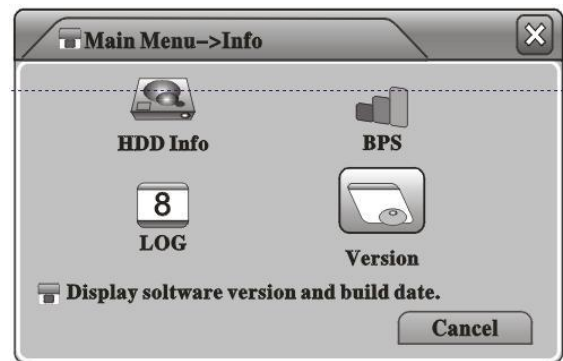 Main Menu–>Info
HDD Info
BPS
8
LOG
Version
Display soltware version and build date.
Cancel